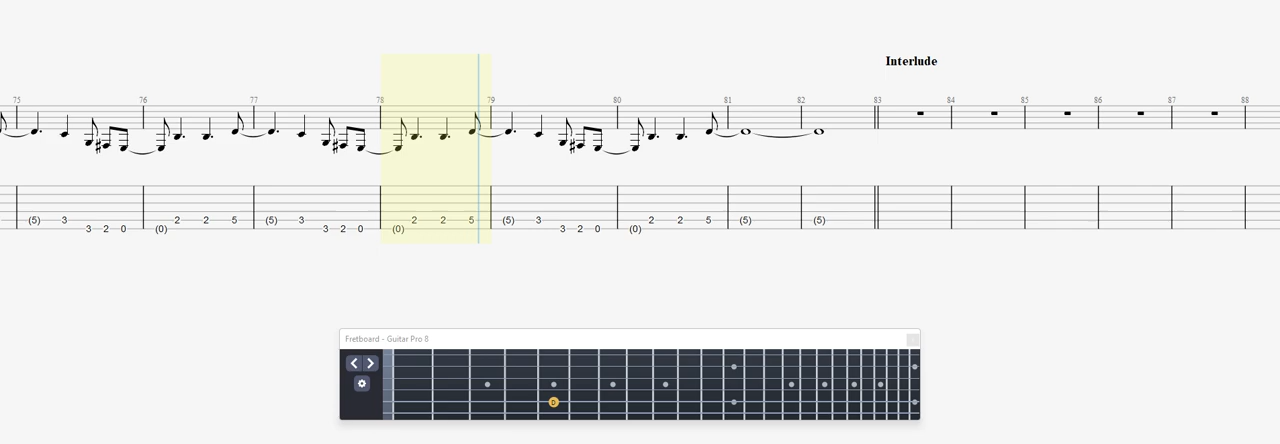 Interlude
75 76 77 78 79 80 81 82 83 84 85 86 87 88
(5) 3 2 2 5 (5) 3 2 2 5 (5) 3 2 2 5 (5) (5)
3 2 0 (0) 3 2 0 (0) 3 2 0 (0)
Fretboard - Guitar Pro 8
D